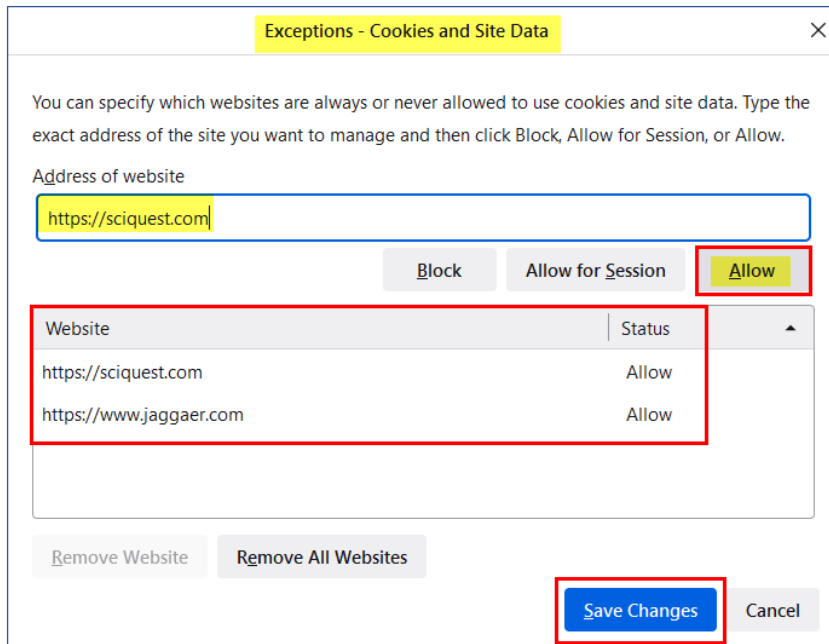 Exceptions - Cookies and Site Data
You can specify which websites are always or never allowed to use cookies and site data. Type the
exact address of the site you want to manage and then click Block, Allow for Session, or Allow.
Address of website
https://sciquest.com
Block Allow for Session Allow
Website Status
https://sciquest.com Allow
https://www.jaggaer.com Allow
Remove Website Remove All Websites
Save Changes Cancel